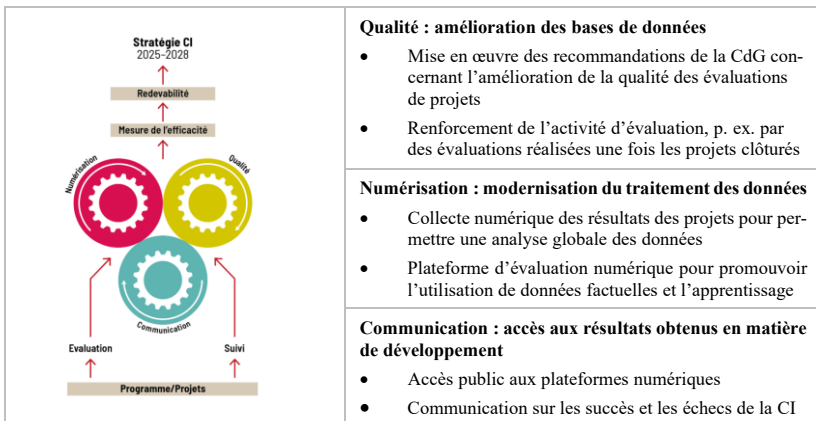 Stratégie CI
2025-2028
Redevabilité
Mesure de l'efficacité
Numérisation
Qualité
Communication
Evaluation
Suivi
Programme/Projets
Qualité : amélioration des bases de données
• Mise en œuvre des recommandations de la CdG con-
cernant l’amélioration de la qualité des évaluations
de projets
• Renforcement de l’activité d’évaluation, p. ex. par
des évaluations réalisées une fois les projets clôturés
Numérisation : modernisation du traitement des données
• Collecte numérique des résultats des projets pour per-
mettre une analyse globale des données
• Plateforme d’évaluation numérique pour promouvoir
l’utilisation de données factuelles et l’apprentissage
Communication : accès aux résultats obtenus en matière
de développement
• Accès public aux plateformes numériques
• Communication sur les succès et les échecs de la CI